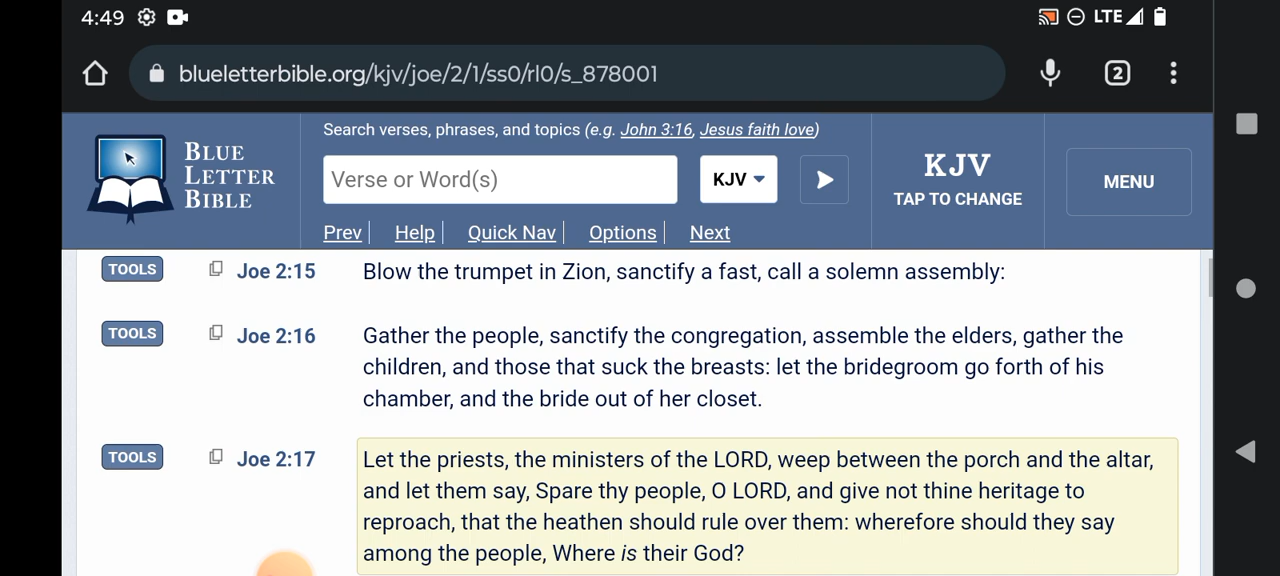 4:49 LTE
blueletterbible.org/kjv/joe/2/1/ss0/rl0/s_878001 2
BLUE LETTER BIBLE
Search verses, phrases, and topics (e.g. John 3:16, Jesus faith love)
Verse or Word(s) KJV
Prev Help Quick Nav Options Next
KJV
TAP TO CHANGE
MENU
TOOLS Joe 2:15 Blow the trumpet in Zion, sanctify a fast, call a solemn assembly:
TOOLS Joe 2:16 Gather the people, sanctify the congregation, assemble the elders, gather the
children, and those that suck the breasts: let the bridegroom go forth of his
chamber, and the bride out of her closet.
TOOLS Joe 2:17 Let the priests, the ministers of the LORD, weep between the porch and the altar,
and let them say, Spare thy people, O LORD, and give not thine heritage to
reproach, that the heathen should rule over them: wherefore should they say
among the people, Where is their God?